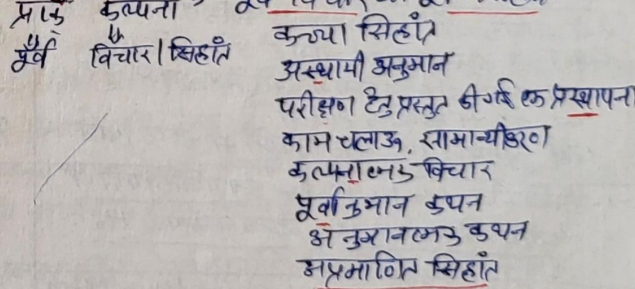 प्राक् कल्पना
पूर्व विचार/सिद्धांत
कच्चा सिद्धांत
अस्थायी अनुमान
परीक्षण हेतु प्रस्तुत की गई एक प्रस्थापना
काम चलाऊ, सामान्यीकरण
कल्पनात्मक विचार
पूर्वानुमान कथन
अनुमानात्मक कथन
अप्रमाणित सिद्धांत